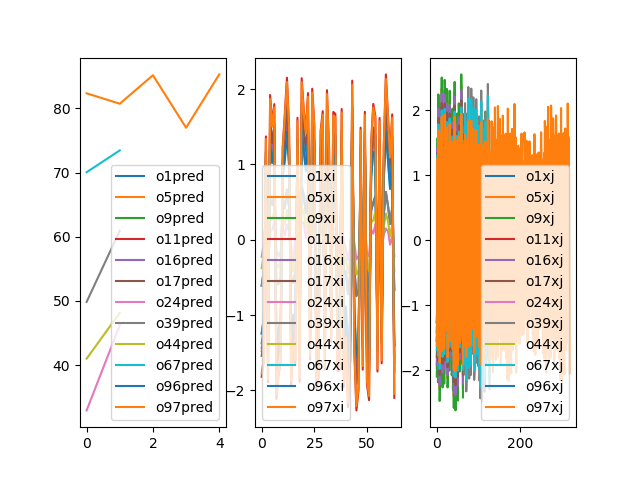 80
70
60
50
40
0
2
4
o1pred
o5pred
o9pred
o11pred
o16pred
o17pred
o24pred
o39pred
o44pred
o67pred
o96pred
o97pred
2
1
0
−1
−2
0
25
50
o1xi
o5xi
o9xi
o11xi
o16xi
o17xi
o24xi
o39xi
o44xi
o67xi
o96xi
o97xi
2
1
0
−1
−2
0
200
o1xj
o5xj
o9xj
o11xj
o16xj
o17xj
o24xj
o39xj
o44xj
o67xj
o96xj
o97xj